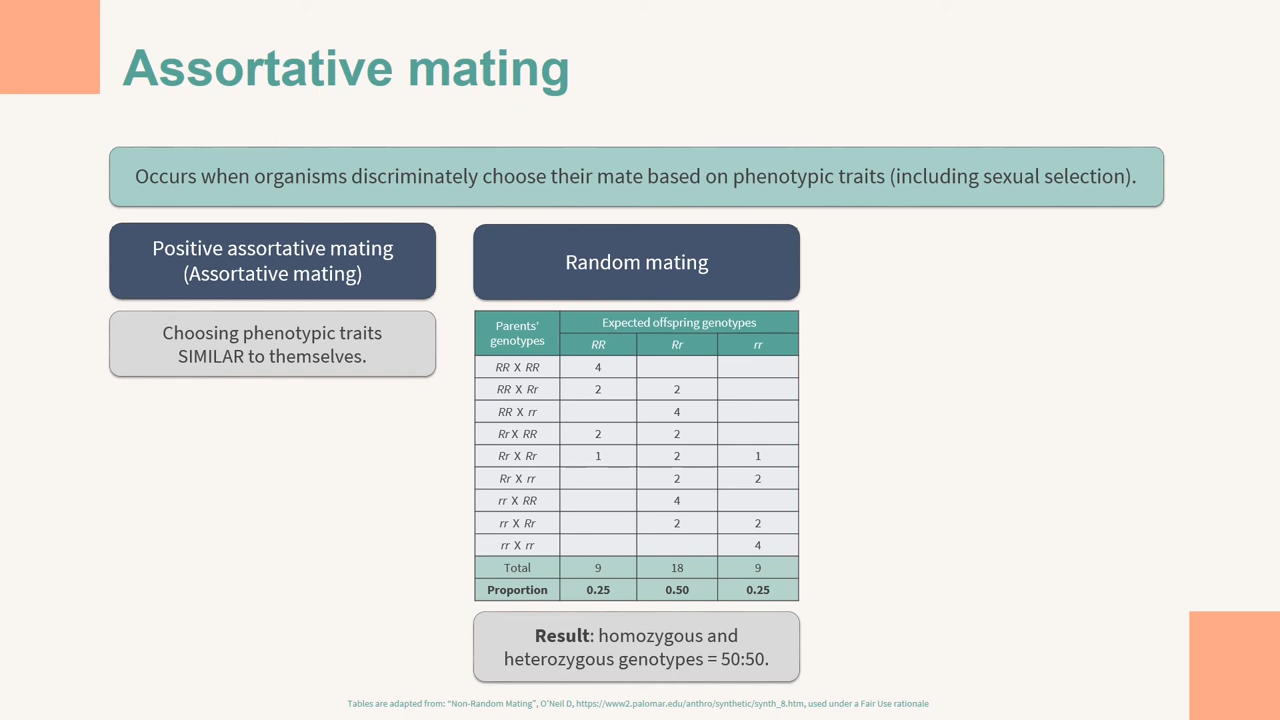 Assortative mating
Occurs when organisms discriminately choose their mate based on phenotypic traits (including sexual selection).
Positive assortative mating
(Assortative mating)
Choosing phenotypic traits
SIMILAR to themselves.
Random mating
Parents’ genotypes Expected offspring genotypes
RR Rr rr
RR X RR 4
RR X Rr 2 2
RR X rr 4
Rr X RR 2 2
Rr X Rr 1 2 1
Rr X rr 2 2
rr X RR 4
rr X Rr 2 2
rr X rr 4
Total 9 18 9
Proportion 0.25 0.50 0.25
Result: homozygous and
heterozygous genotypes = 50:50.
Tables are adapted from: “Non-Random Mating”, O’Neil D, https://www2.palomar.edu/anthro/synthetic/synth_8.htm, used under a Fair Use rationale